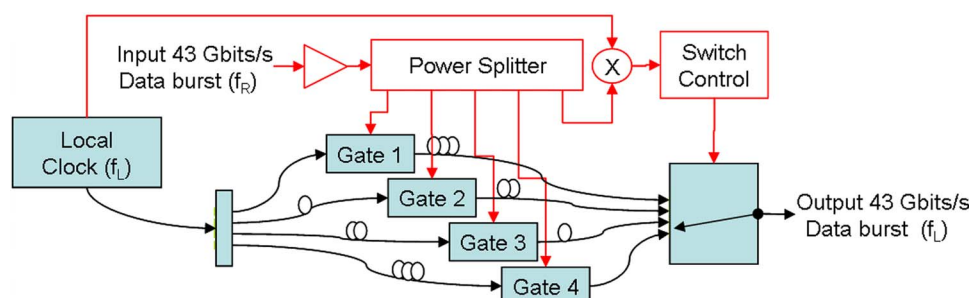 Input 43 Gbits/s
Data burst (fR)
Power Splitter
X
Switch
Control
Local
Clock (fL)
Gate 1
Gate 2
Gate 3
Gate 4
Output 43 Gbits/s
Data burst (fL)